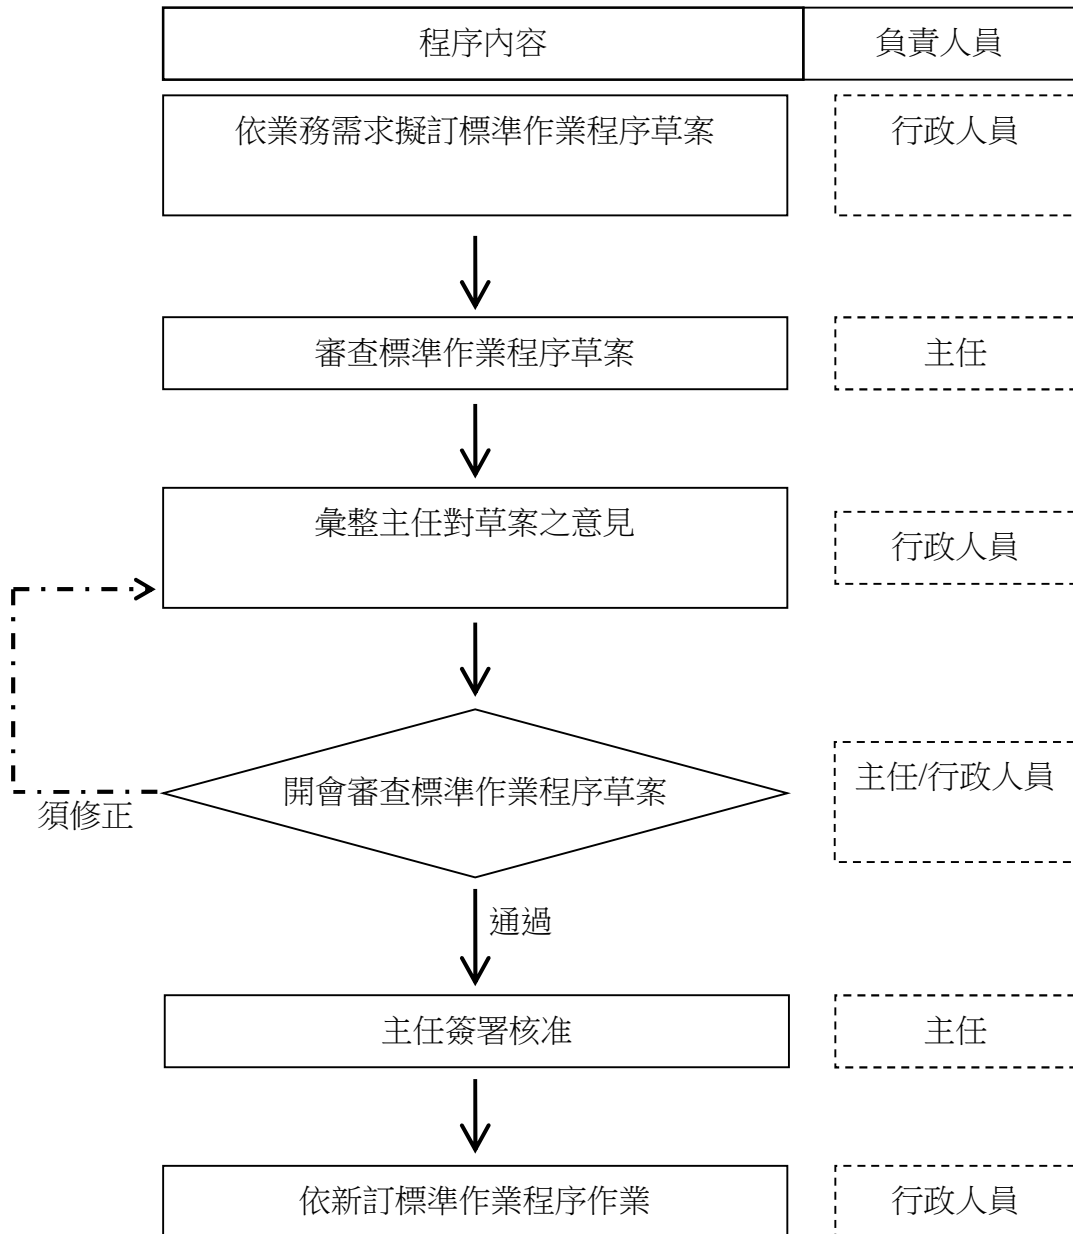 程序內容
負責人員
依業務需求擬訂標準作業程序草案
行政人員
審查標準作業程序草案
主任
彙整主任對草案之意見
行政人員
開會審查標準作業程序草案
主任/行政人員
須修正
通過
主任簽署核准
主任
依新訂標準作業程序作業
行政人員